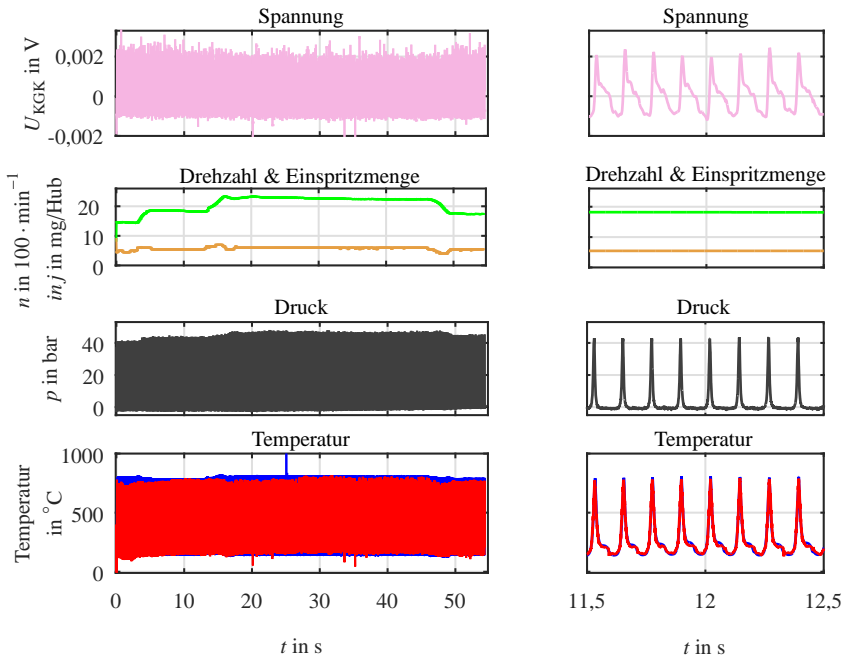 Spannung
0,002
0
-0,002
U_KGK in V
Spannung
Drehzahl & Einspritzmenge
20
10
0
n in 100 · min⁻¹
inj in mg/Hub
Drehzahl & Einspritzmenge
Druck
40
20
0
p in bar
Druck
Temperatur
1000
500
0
Temperatur
in °C
0 10 20 30 40 50
t in s
Temperatur
11,5 12 12,5
t in s